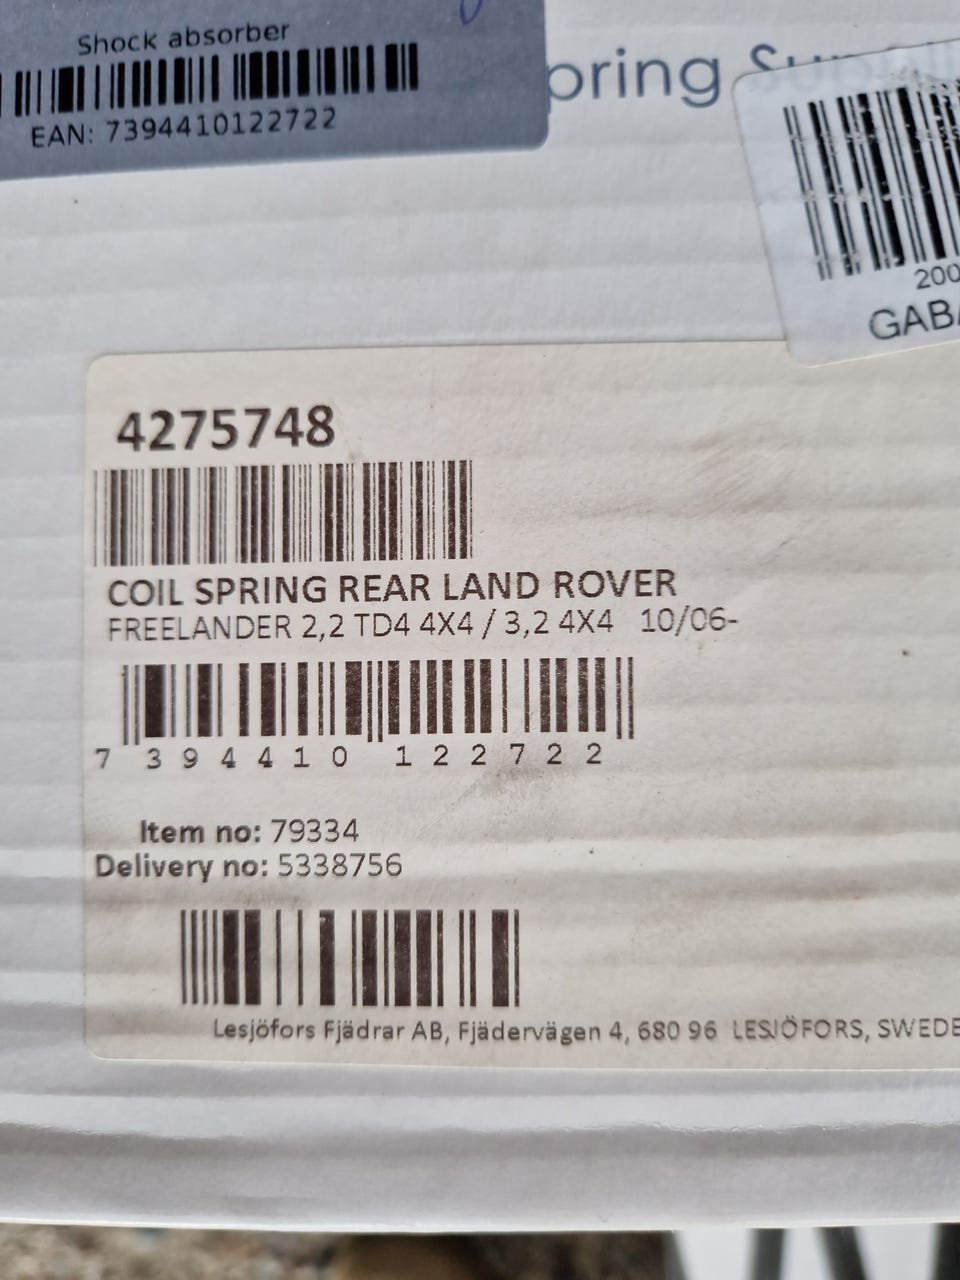 Shock absorber
EAN: 7394410122722
pring
200
GABA
4275748
COIL SPRING REAR LAND ROVER
FREELANDER 2,2 TD4 4X4 / 3,2 4X4 10/06-
7 394410 122722
Item no: 79334
Delivery no: 5338756
Lesjöfors Fjädrar AB, Fjädervägen 4, 680 96 LESJÖFORS, SWEDE